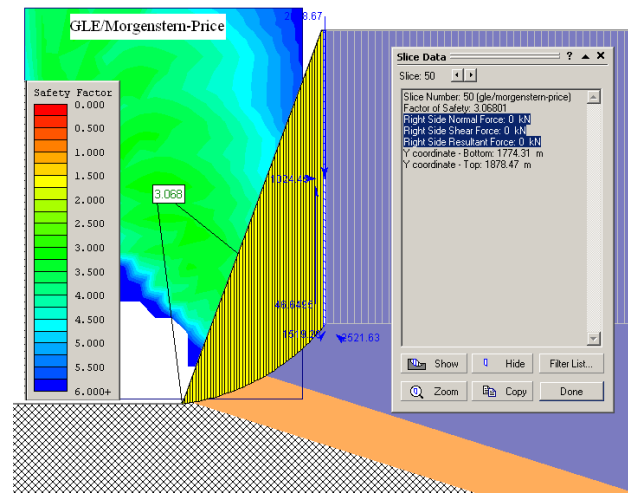 GLE/Morgenstern-Price
Safety Factor
0.000
0.500
1.000
1.500
2.000
2.500
3.000
3.500
4.000
4.500
5.000
5.500
6.000+
3.068
2521.63
Slice Data
Slice: 50
Slice Number: 50 (gle/morgenstern-price)
Factor of Safety: 3.06801
Right Side Normal Force: 0 kN
Right Side Shear Force: 0 kN
Right Side Resultant Force: 0 kN
Y coordinate - Bottom: 1774.31 m
Y coordinate - Top: 1878.47 m
Show
Hide
Filter List...
Zoom
Copy
Done